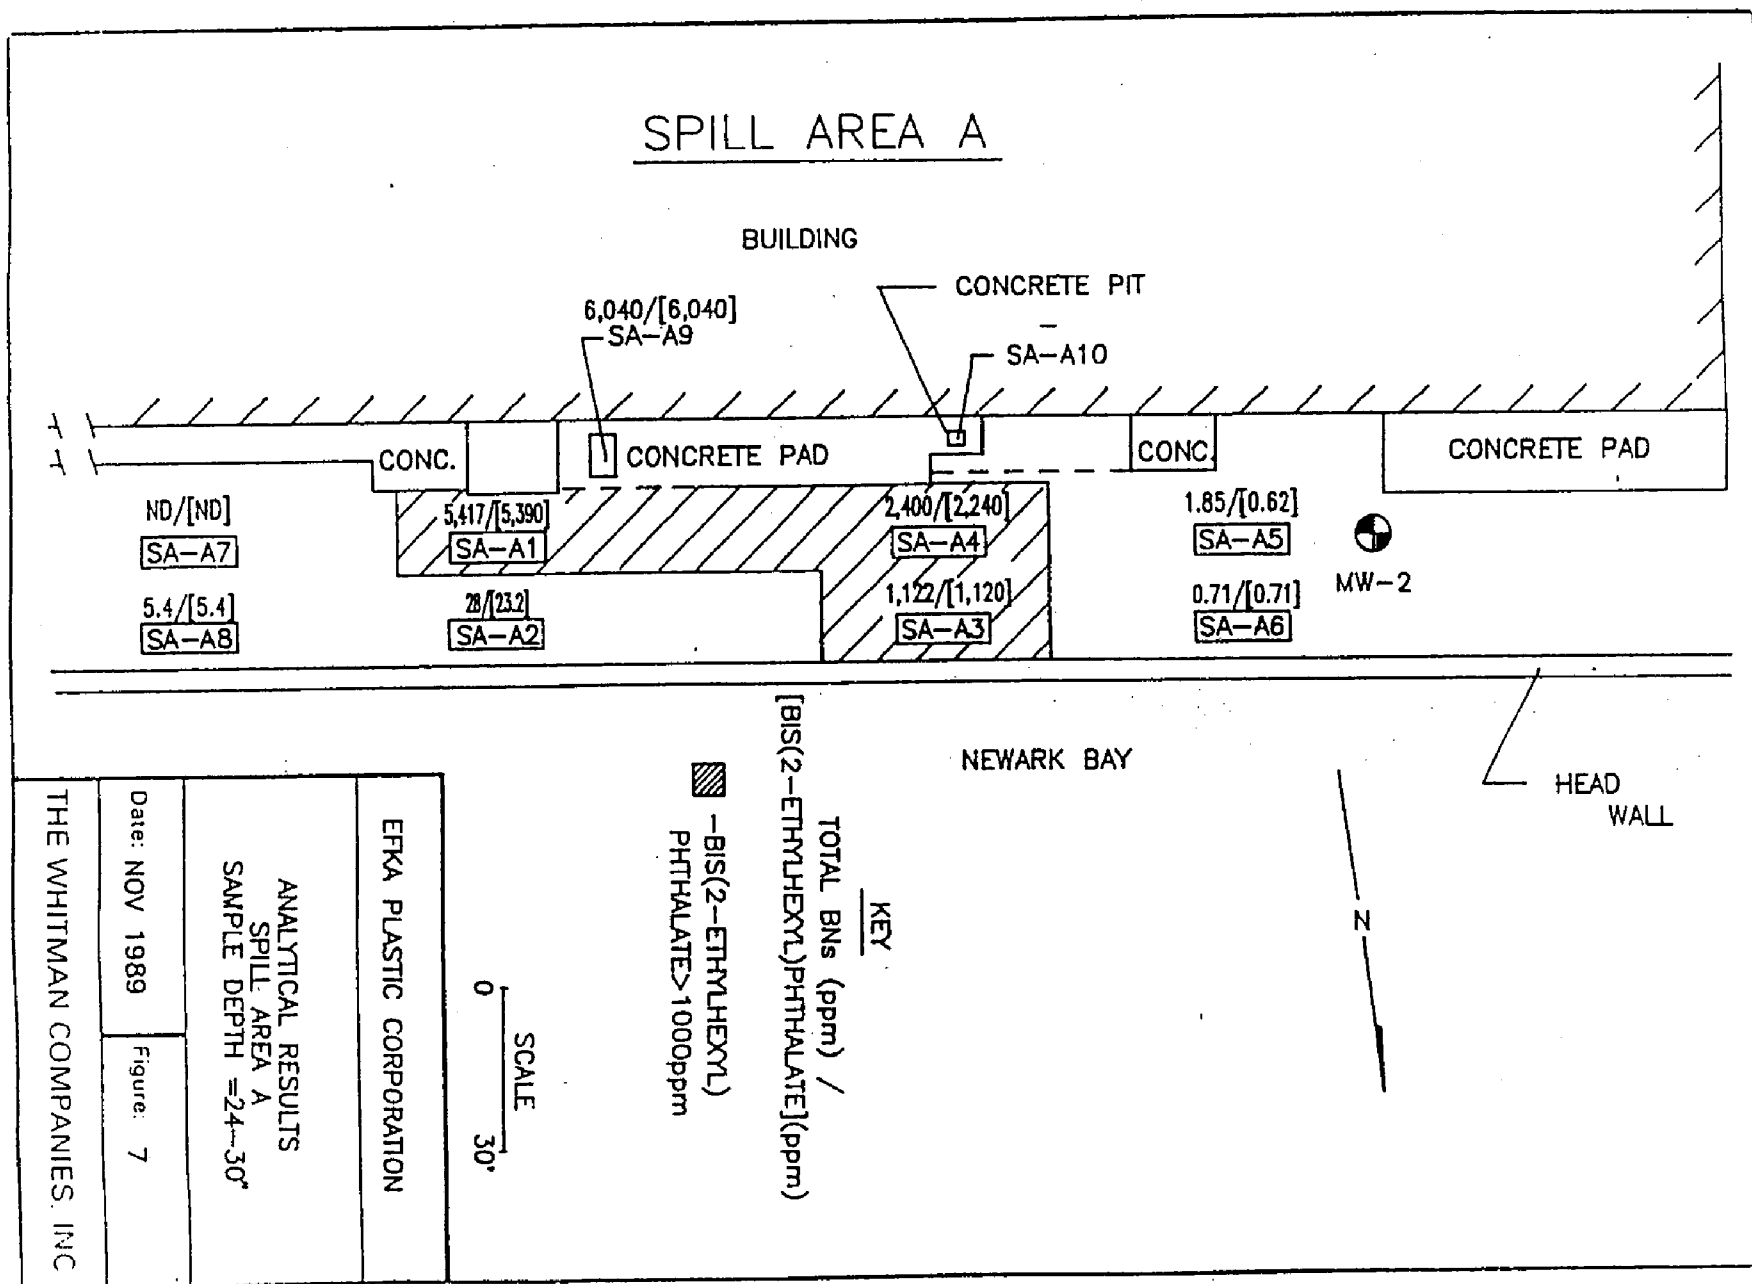 SPILL AREA A
BUILDING
CONCRETE PIT
6,040/[6,040]
SA-A9
-
SA-A10
CONC.
CONCRETE PAD
CONC.
CONCRETE PAD
ND/[ND]
SA-A7
5,417/[5,390]
SA-A1
2,400/[2,240]
SA-A4
1.85/[0.62]
SA-A5
MW-2
5.4/[5.4]
SA-A8
28/[23.2]
SA-A2
1,122/[1,120]
SA-A3
0.71/[0.71]
SA-A6
NEWARK BAY
HEAD
WALL
N
KEY
TOTAL BNs (ppm) /
[BIS(2-ETHYLHEXYL)PHTHALATE](ppm)
-BIS(2-ETHYLHEXYL)
PHTHALATE>1000ppm
SCALE
0 30'
EFKA PLASTIC CORPORATION
ANALYTICAL RESULTS
SPILL AREA A
SAMPLE DEPTH =24-30"
Date: NOV 1989
Figure: 7
THE WHITMAN COMPANIES. INC